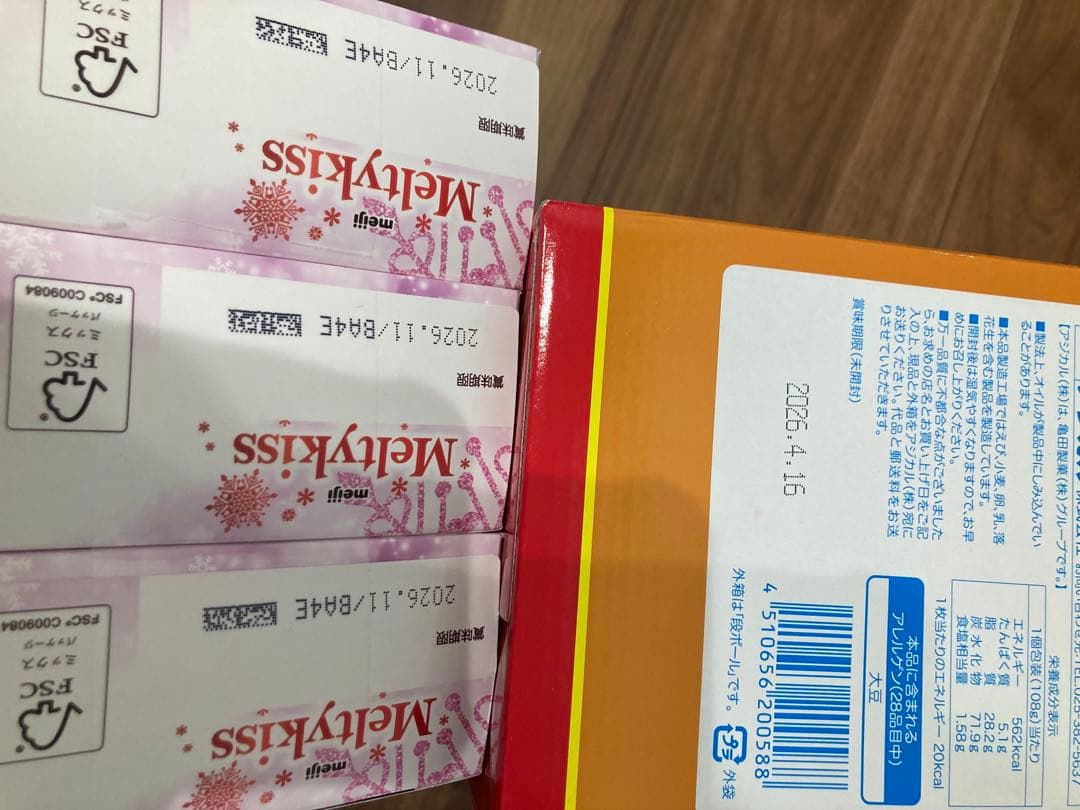 FSC
ミックス
2026.11/BA4E
賞味期限
Meltykiss
meiji
FSC
ミックス
パッケージ
FSC® C009084
2026.11/BA4E
賞味期限
Meltykiss
meiji
FSC
ミックス
パッケージ
FSC® C009084
2026.11/BA4E
賞味期限
Meltykiss
meiji
【アジカル(株)は、亀田製菓(株)グループです。】
■製法上、オイルが製品中にしみ込んでい
ることがあります。
■本品製造工場ではえび、小麦、卵、乳、落
花生を含む製品を製造しています。
■開封後は湿気やすくなりますので、お早
めにお召し上がりください。
■万一品質に不都合な点がございました
ら、お求めの店名とお買い上げ日をご記
入の上、現品と外箱をアジカル(株)宛に
お送りください。代品と郵送料をお送
りさせていただきます。
賞味期限(未開封)
2026.4.16
栄養成分表示
1個包装(108g)当たり
エネルギー 562kcal
たんぱく質 5.1g
脂質 28.2g
炭水化物 71.9g
食塩相当量 1.58g
1枚当たりのエネルギー 20kcal
本品に含まれる
アレルゲン(28品目中)
大豆
4 510656 200588
外箱は「段ボール」です。
プラ 外袋